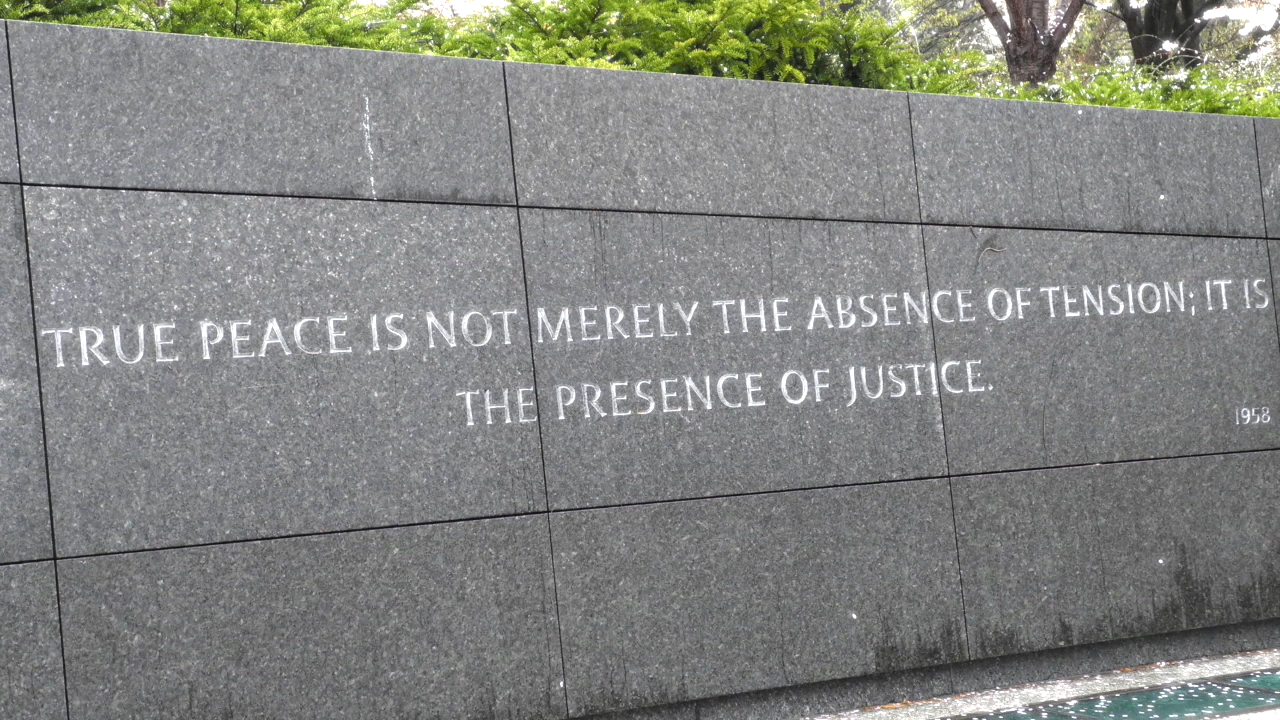 TRUE PEACE IS NOT MERELY THE ABSENCE OF TENSION; IT IS
THE PRESENCE OF JUSTICE.
1958